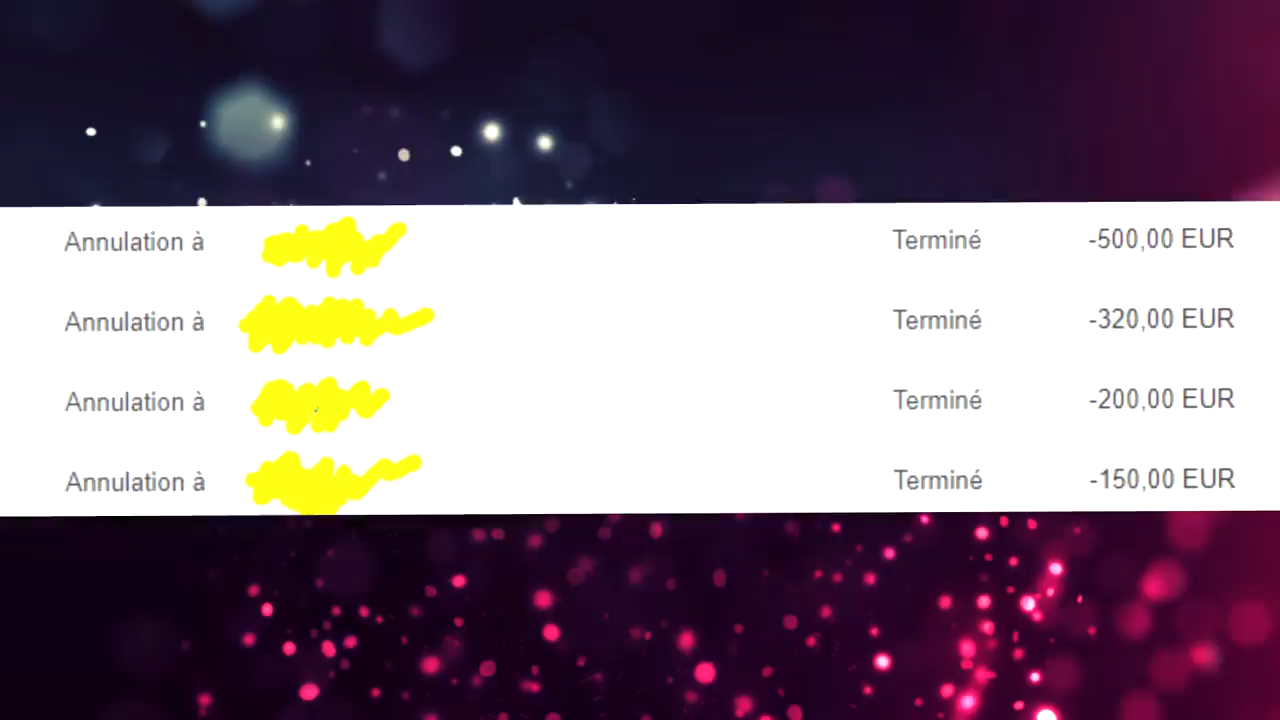 Annulation à Terminé -500,00 EUR
Annulation à Terminé -320,00 EUR
Annulation à Terminé -200,00 EUR
Annulation à Terminé -150,00 EUR